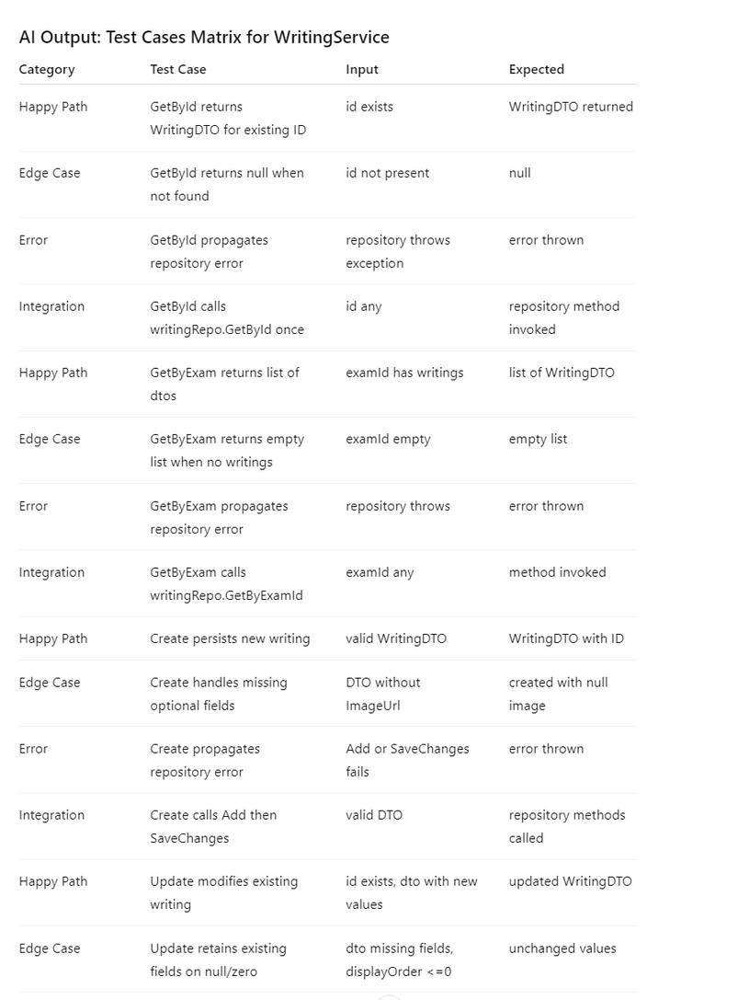 AI Output: Test Cases Matrix for WritingService
Category Test Case Input Expected
Happy Path GetById returns id exists WritingDTO returned
WritingDTO for existing ID
Edge Case GetById returns null when id not present null
not found
Error GetById propagates repository throws error thrown
repository error exception
Integration GetById calls id any repository method
writingRepo.GetById once invoked
Happy Path GetByExam returns list of examId has writings list of WritingDTO
dtos
Edge Case GetByExam returns empty examId empty empty list
list when no writings
Error GetByExam propagates repository throws error thrown
repository error
Integration GetByExam calls examId any method invoked
writingRepo.GetByExamId
Happy Path Create persists new writing valid WritingDTO WritingDTO with ID
Edge Case Create handles missing DTO without created with null
optional fields ImageUrl image
Error Create propagates Add or SaveChanges error thrown
repository error fails
Integration Create calls Add then valid DTO repository methods
SaveChanges called
Happy Path Update modifies existing id exists, dto with new updated WritingDTO
writing values
Edge Case Update retains existing dto missing fields, unchanged values
fields on null/zero displayOrder <=0